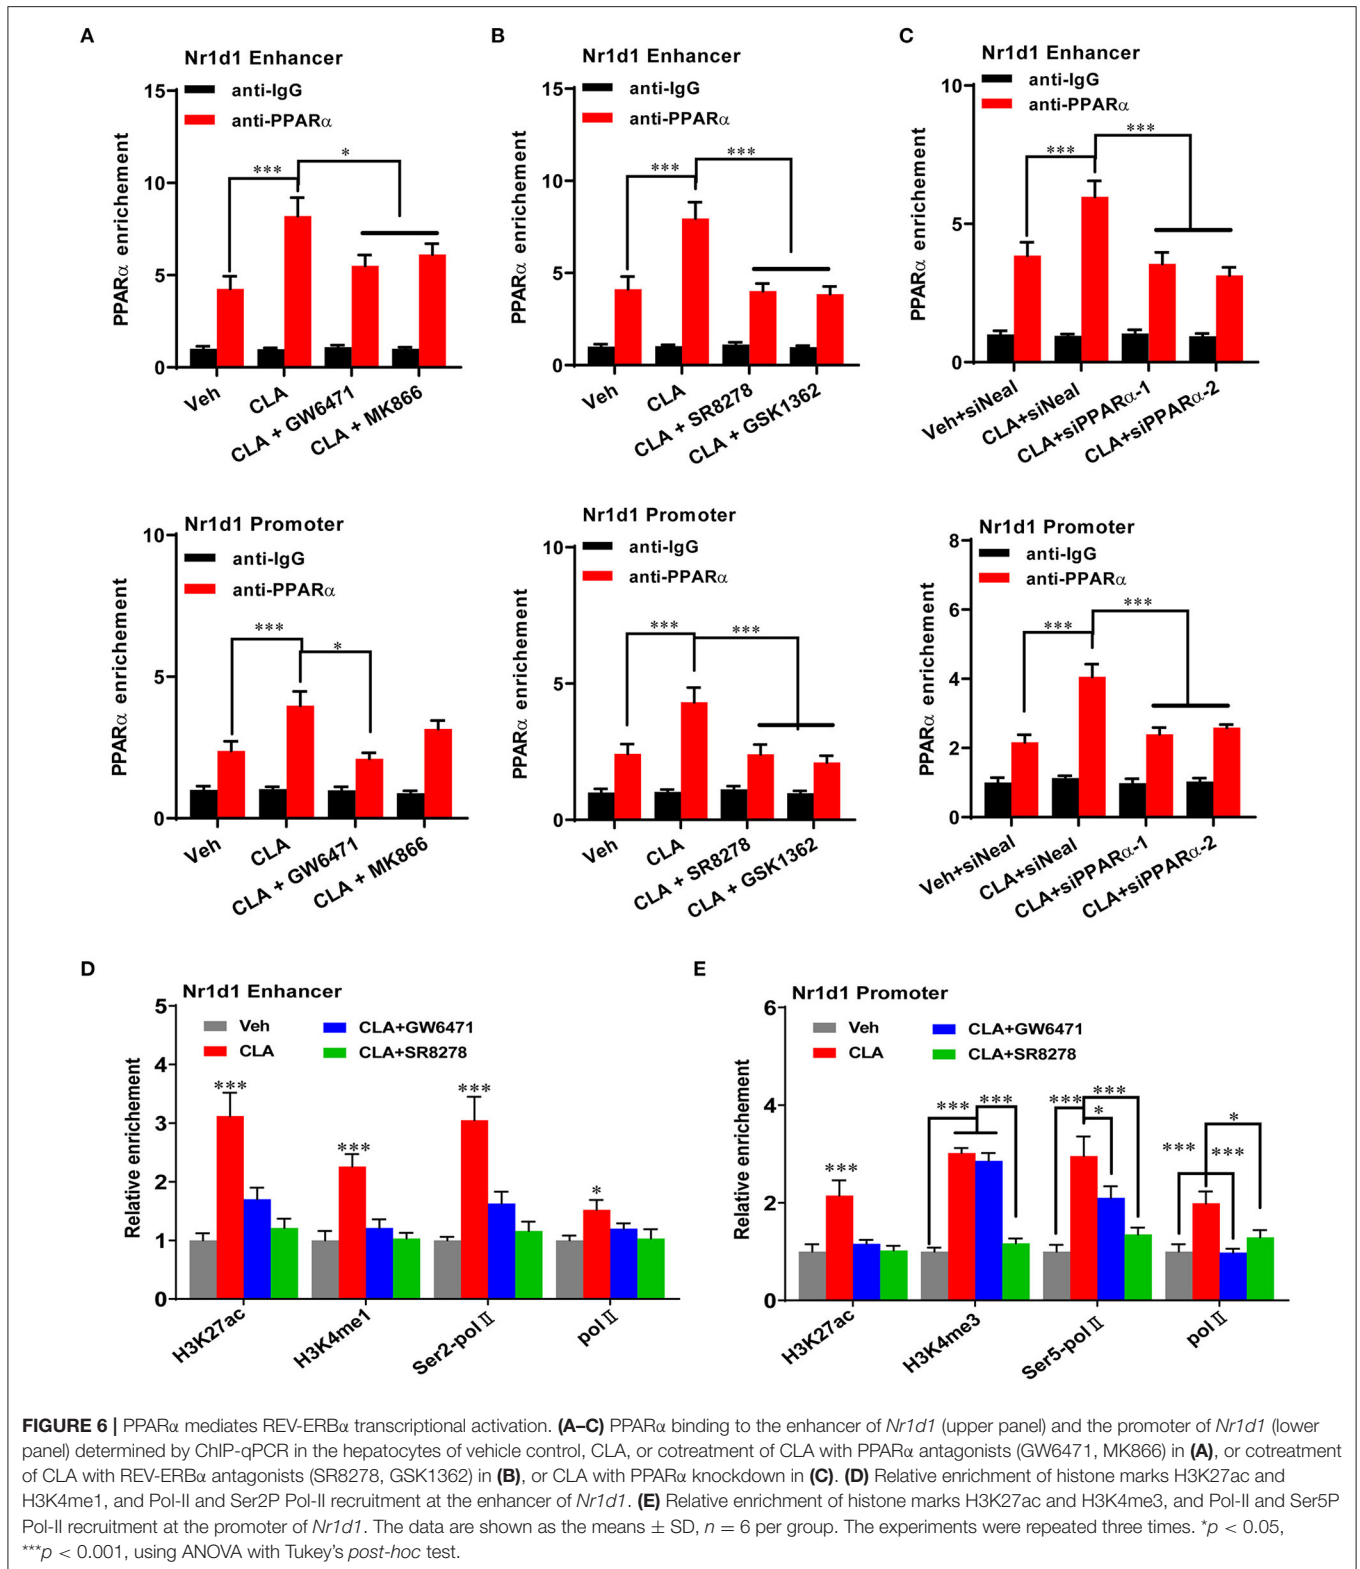 A
Nr1d1 Enhancer
anti-IgG
anti-PPARα
PPARα enrichement
15
10
5
0
***
*
Veh
CLA
CLA + GW6471
CLA + MK866
B
Nr1d1 Enhancer
anti-IgG
anti-PPARα
PPARα enrichement
15
10
5
0
***
***
Veh
CLA
CLA + SR8278
CLA + GSK1362
C
Nr1d1 Enhancer
anti-IgG
anti-PPARα
PPARα enrichement
10
5
0
***
***
Veh+siNeal
CLA+siNeal
CLA+siPPARα-1
CLA+siPPARα-2
Nr1d1 Promoter
anti-IgG
anti-PPARα
PPARα enrichement
10
5
0
***
*
Veh
CLA
CLA + GW6471
CLA + MK866
Nr1d1 Promoter
anti-IgG
anti-PPARα
PPARα enrichement
10
5
0
***
***
Veh
CLA
CLA + SR8278
CLA + GSK1362
Nr1d1 Promoter
anti-IgG
anti-PPARα
PPARα enrichement
8
6
4
2
0
***
***
Veh+siNeal
CLA+siNeal
CLA+siPPARα-1
CLA+siPPARα-2
D
Nr1d1 Enhancer
Veh
CLA
CLA+GW6471
CLA+SR8278
Relative enrichement
5
4
3
2
1
0
***
***
***
*
H3K27ac
H3K4me1
Ser2-pol II
pol II
E
Nr1d1 Promoter
Veh
CLA
CLA+GW6471
CLA+SR8278
Relative enrichement
6
4
2
0
***
***
***
***
***
*
***
***
*
H3K27ac
H3K4me3
Ser5-pol II
pol II
FIGURE 6 | PPARα mediates REV-ERBα transcriptional activation. (A–C) PPARα binding to the enhancer of Nr1d1 (upper panel) and the promoter of Nr1d1 (lower
panel) determined by ChIP-qPCR in the hepatocytes of vehicle control, CLA, or cotreatment of CLA with PPARα antagonists (GW6471, MK866) in (A), or cotreatment
of CLA with REV-ERBα antagonists (SR8278, GSK1362) in (B), or CLA with PPARα knockdown in (C). (D) Relative enrichment of histone marks H3K27ac and
H3K4me1, and Pol-II and Ser2P Pol-II recruitment at the enhancer of Nr1d1. (E) Relative enrichment of histone marks H3K27ac and H3K4me3, and Pol-II and Ser5P
Pol-II recruitment at the promoter of Nr1d1. The data are shown as the means ± SD, n = 6 per group. The experiments were repeated three times. *p < 0.05,
***p < 0.001, using ANOVA with Tukey's post-hoc test.